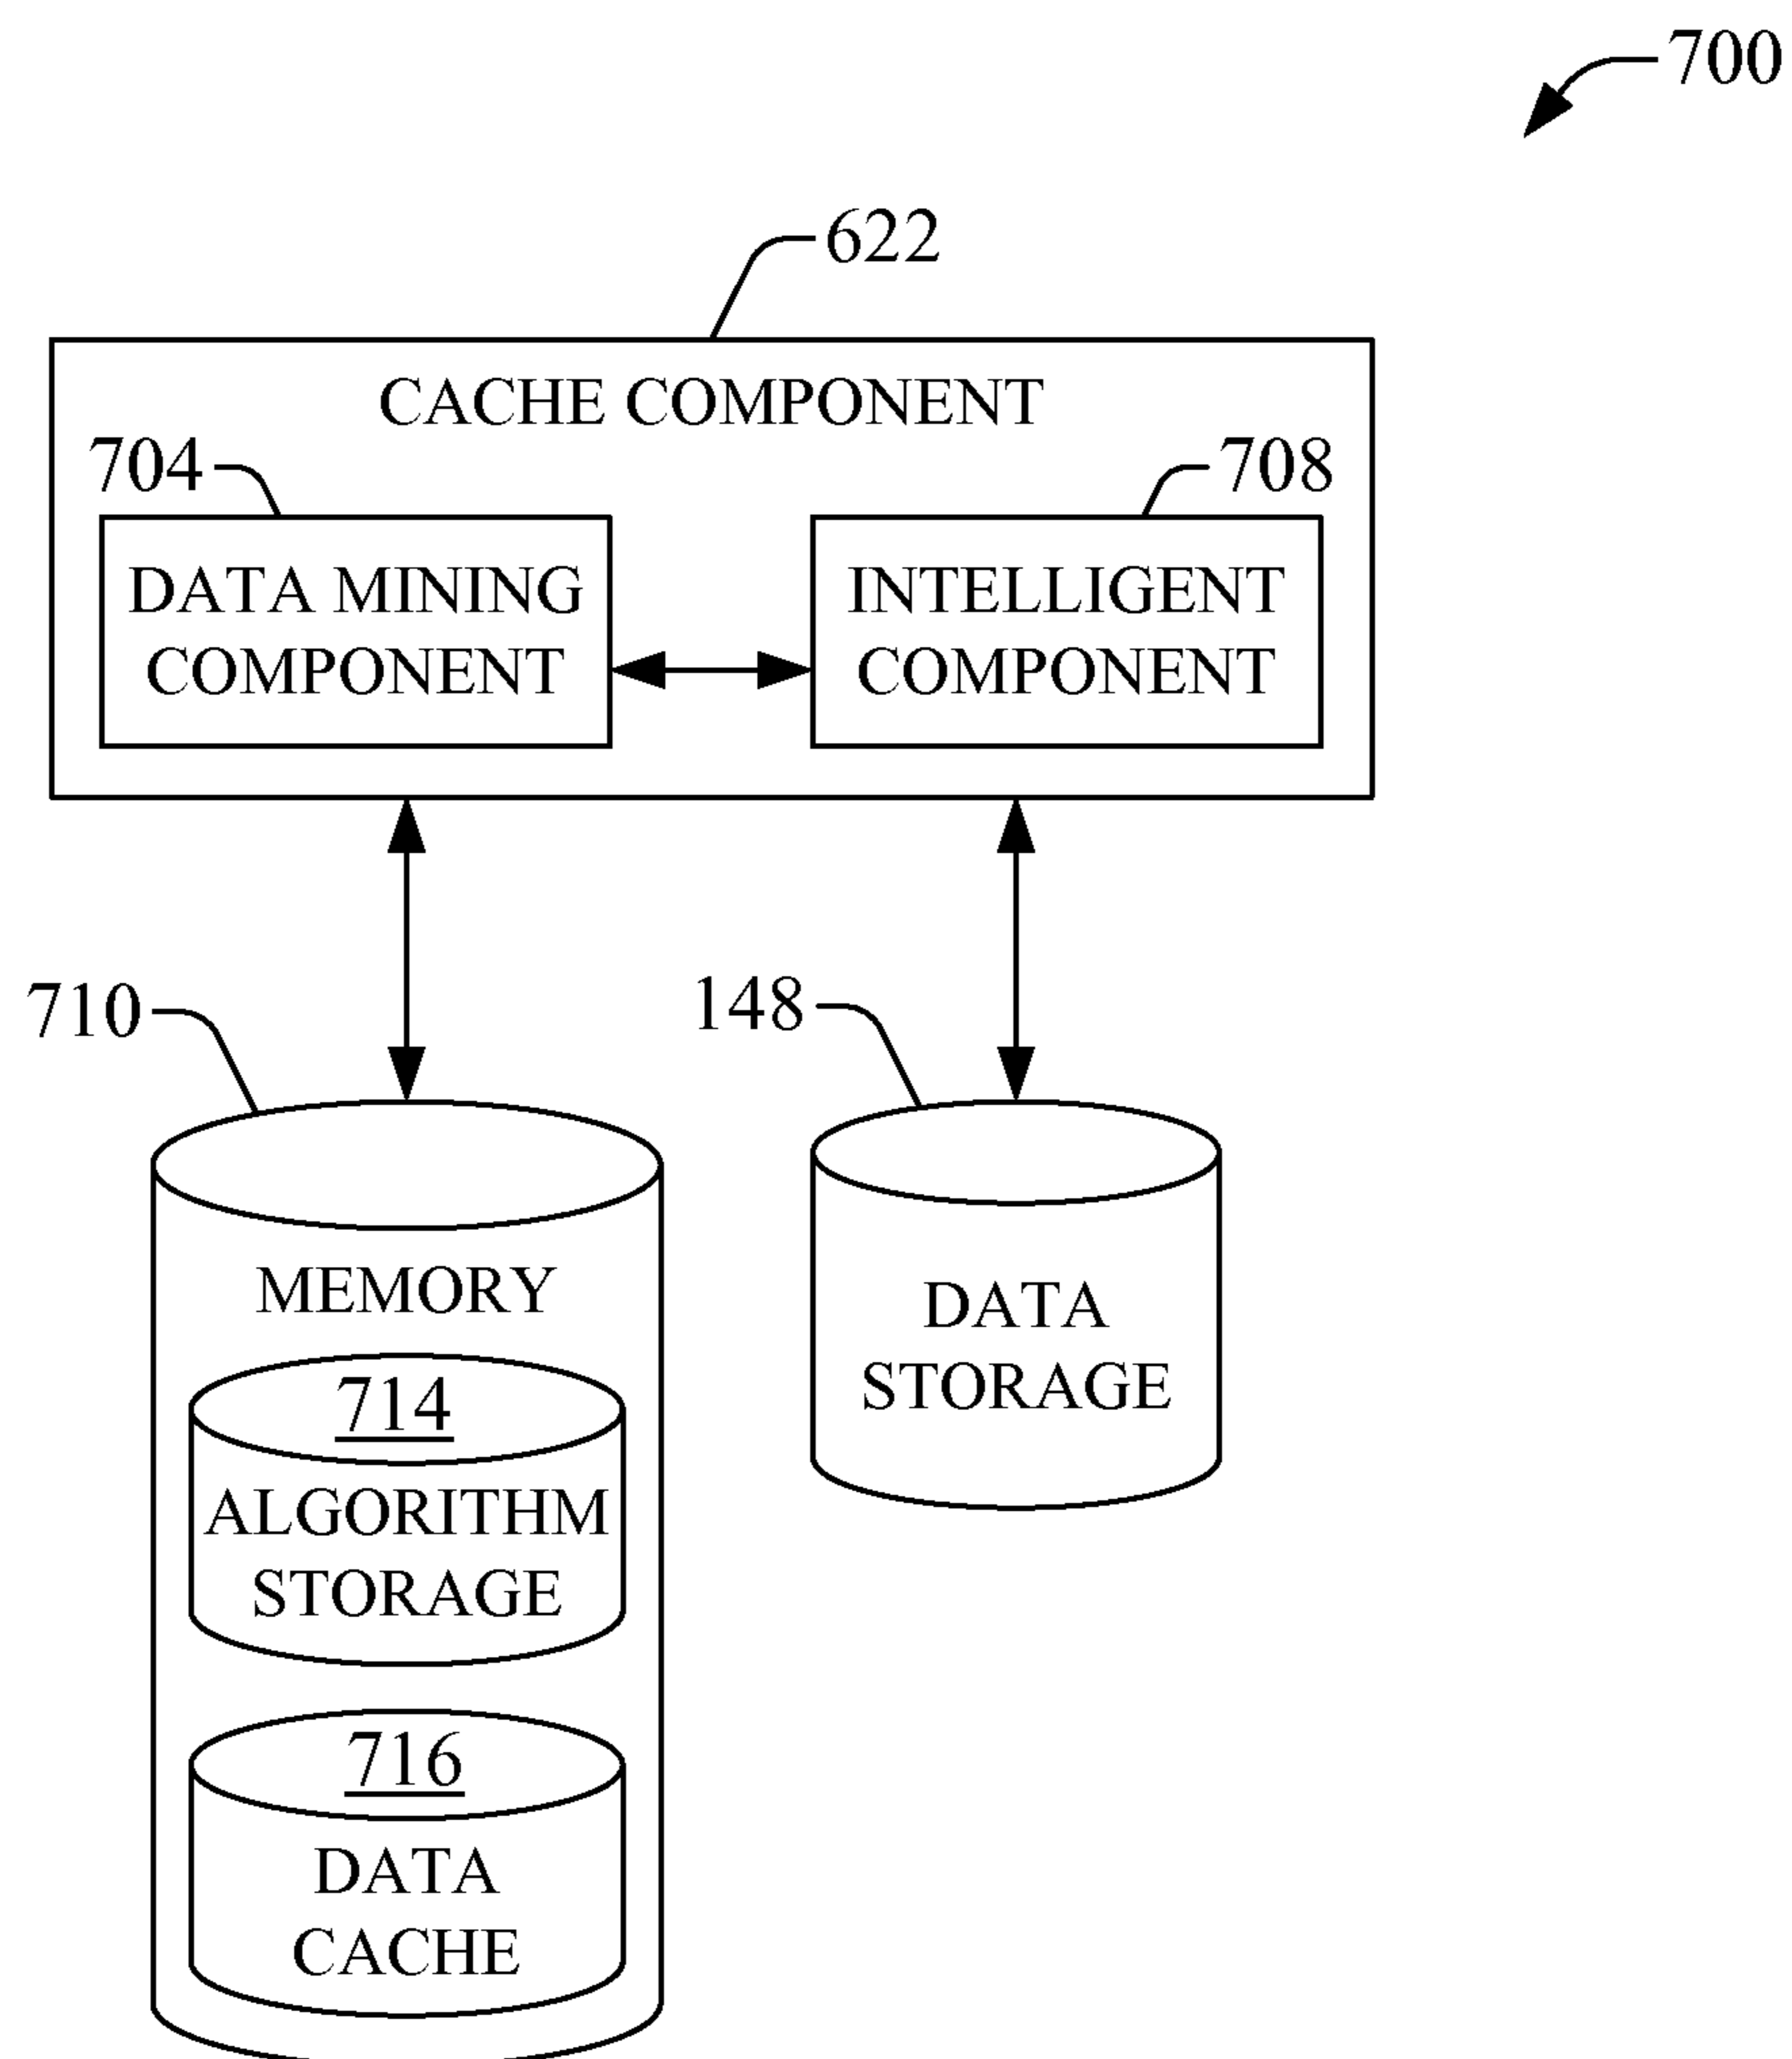 700
622
CACHE COMPONENT
704
708
DATA MINING
COMPONENT
INTELLIGENT
COMPONENT
710
148
MEMORY
DATA
STORAGE
714
ALGORITHM
STORAGE
716
DATA
CACHE